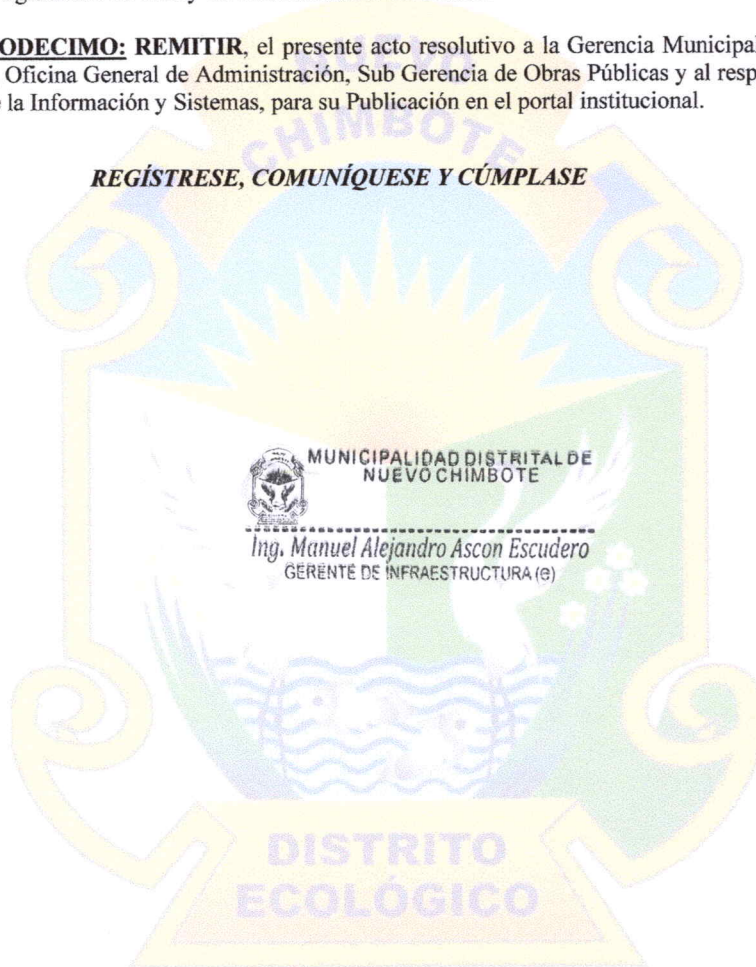 ODECIMO: REMITIR, el presente acto resolutivo a la Gerencia Municipal
Oficina General de Administración, Sub Gerencia de Obras Públicas y al resp
la Información y Sistemas, para su Publicación en el portal institucional.
REGÍSTRESE, COMUNÍQUESE Y CÚMPLASE
NUEVO
CHIMBOTE
MUNICIPALIDAD DISTRITAL DE
NUEVO CHIMBOTE
Ing. Manuel Alejandro Ascon Escudero
GERENTE DE INFRAESTRUCTURA (e)
DISTRITO
ECOLÓGICO